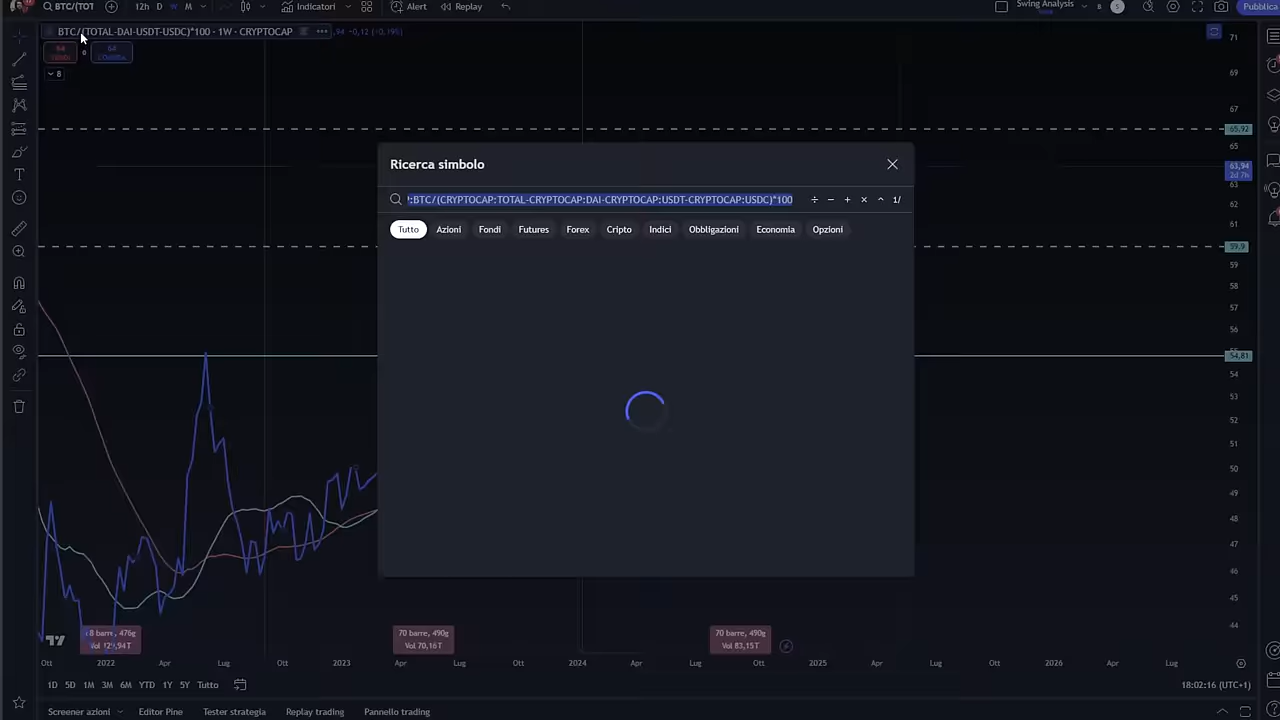 BTC/(TOT
12h D W M
Indicatori
Alert
Replay
Swing Analysis
B
S
Pubblica
BTC/(TOTAL-DAI-USDT-USDC)*100 · 1W · CRYPTOCAP
8
Ricerca simbolo
:BTC/(CRYPTOCAP:TOTAL-CRYPTOCAP:DAI-CRYPTOCAP:USDT-CRYPTOCAP:USDC)*100
1/
Tutto Azioni Fondi Futures Forex Cripto Indici Obbligazioni Economia Opzioni
71
69
67
65,92
65
63,94
2d 7h
63
62
59,9
59
58
57
56
54,81
54
53
52
51
50
49
48
47
46
45
44
70 barre, 490g
Vol 70,16T
70 barre, 490g
Vol 83,15T
Ott 2022 Apr Lug Ott 2023 Apr Lug Ott 2024 Apr Lug Ott 2025 Apr Lug Ott 2026 Apr Lug
1D 5D 1M 3M 6M YTD 1Y 5Y Tutto
18:02:16 (UTC+1)
Screener azioni Editor Pine Tester strategia Replay trading Pannello trading